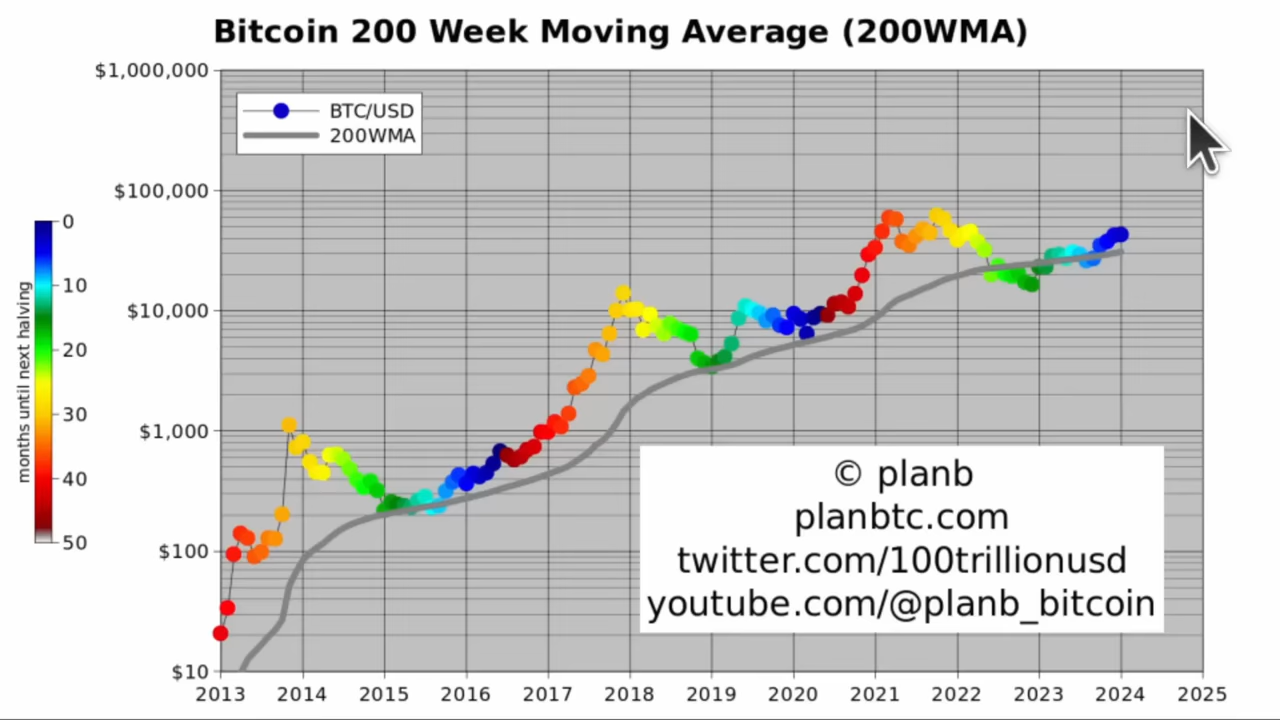 Bitcoin 200 Week Moving Average (200WMA)
$1,000,000
$100,000
$10,000
$1,000
$100
$10
BTC/USD
200WMA
months until next halving
0
10
20
30
40
50
© planb
planbtc.com
twitter.com/100trillionusd
youtube.com/@planb_bitcoin
2013 2014 2015 2016 2017 2018 2019 2020 2021 2022 2023 2024 2025